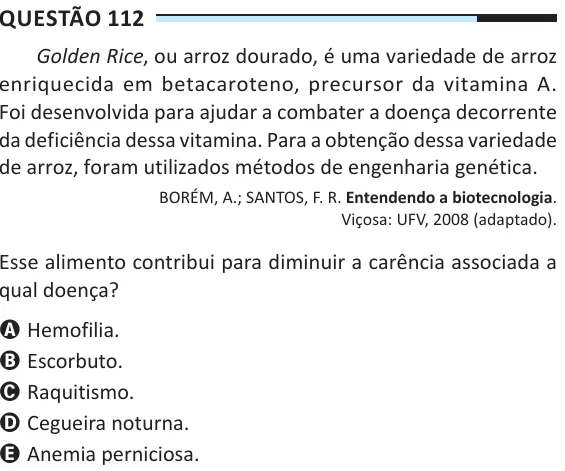 QUESTÃO 112
Golden Rice, ou arroz dourado, é uma variedade de arroz
enriquecida em betacaroteno, precursor da vitamina A.
Foi desenvolvida para ajudar a combater a doença decorrente
da deficiência dessa vitamina. Para a obtenção dessa variedade
de arroz, foram utilizados métodos de engenharia genética.
BORÉM, A.; SANTOS, F. R. Entendendo a biotecnologia.
Viçosa: UFV, 2008 (adaptado).
Esse alimento contribui para diminuir a carência associada a
qual doença?
A Hemofilia.
B Escorbuto.
C Raquitismo.
D Cegueira noturna.
E Anemia perniciosa.